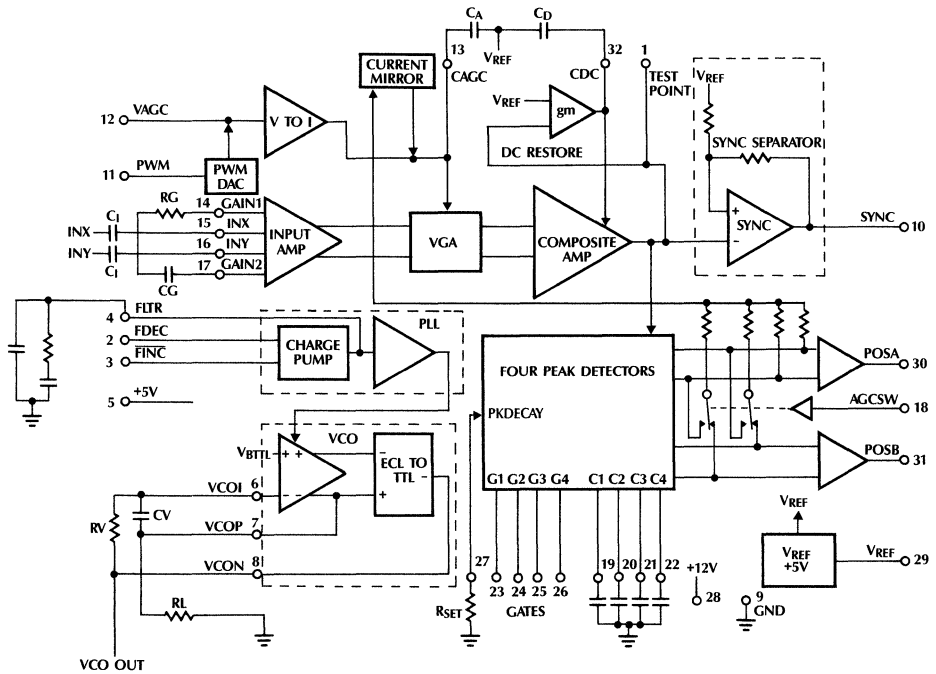 CA
CD
VREF
13
32
1
CURRENT
MIRROR
CAGC
CDC
TEST
POINT
VREF
12
VAGC
V TO I
VREF
gm
DC RESTORE
SYNC SEPARATOR
11
PWM
PWM
DAC
RG
14
GAIN1
CI
INX
15
INX
INPUT
AMP
VGA
COMPOSITE
AMP
+
SYNC
-
SYNC
10
INY
CI
16
INY
17
GAIN2
CG
4
FLTR
PLL
2
FDEC
CHARGE
PUMP
3
FINC
5
+5V
FOUR PEAK DETECTORS
PKDECAY
POSA
30
AGCSW
18
POSB
31
VCO
VBTTL
+ +
-
ECL TO
TTL
-
6
VCOI
- -
+
G1 G2 G3 G4
C1 C2 C3 C4
RV
CV
7
VCOP
8
VCON
VREF
VREF
+5V
VREF
29
27
RSET
23 24 25 26
GATES
19 20 21 22
+12V
28
9
GND
RL
VCO OUT